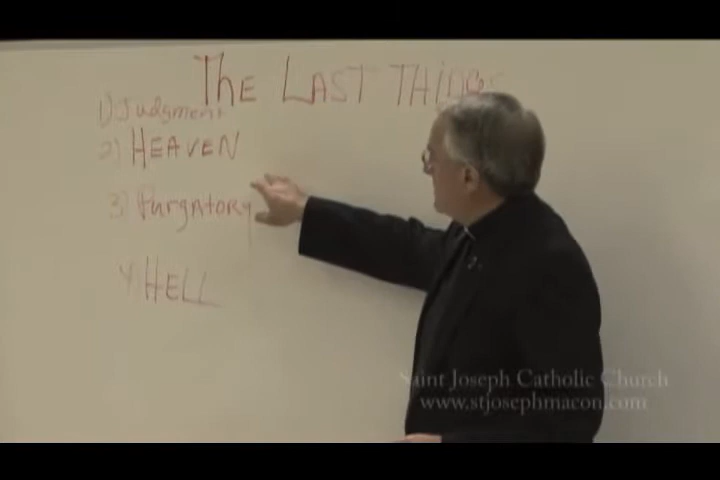 The LAST THINGS
1) Judgment
2) HEAVEN
3) Purgatory
4 HELL
Saint Joseph Catholic Church
www.stjosephmacon.com